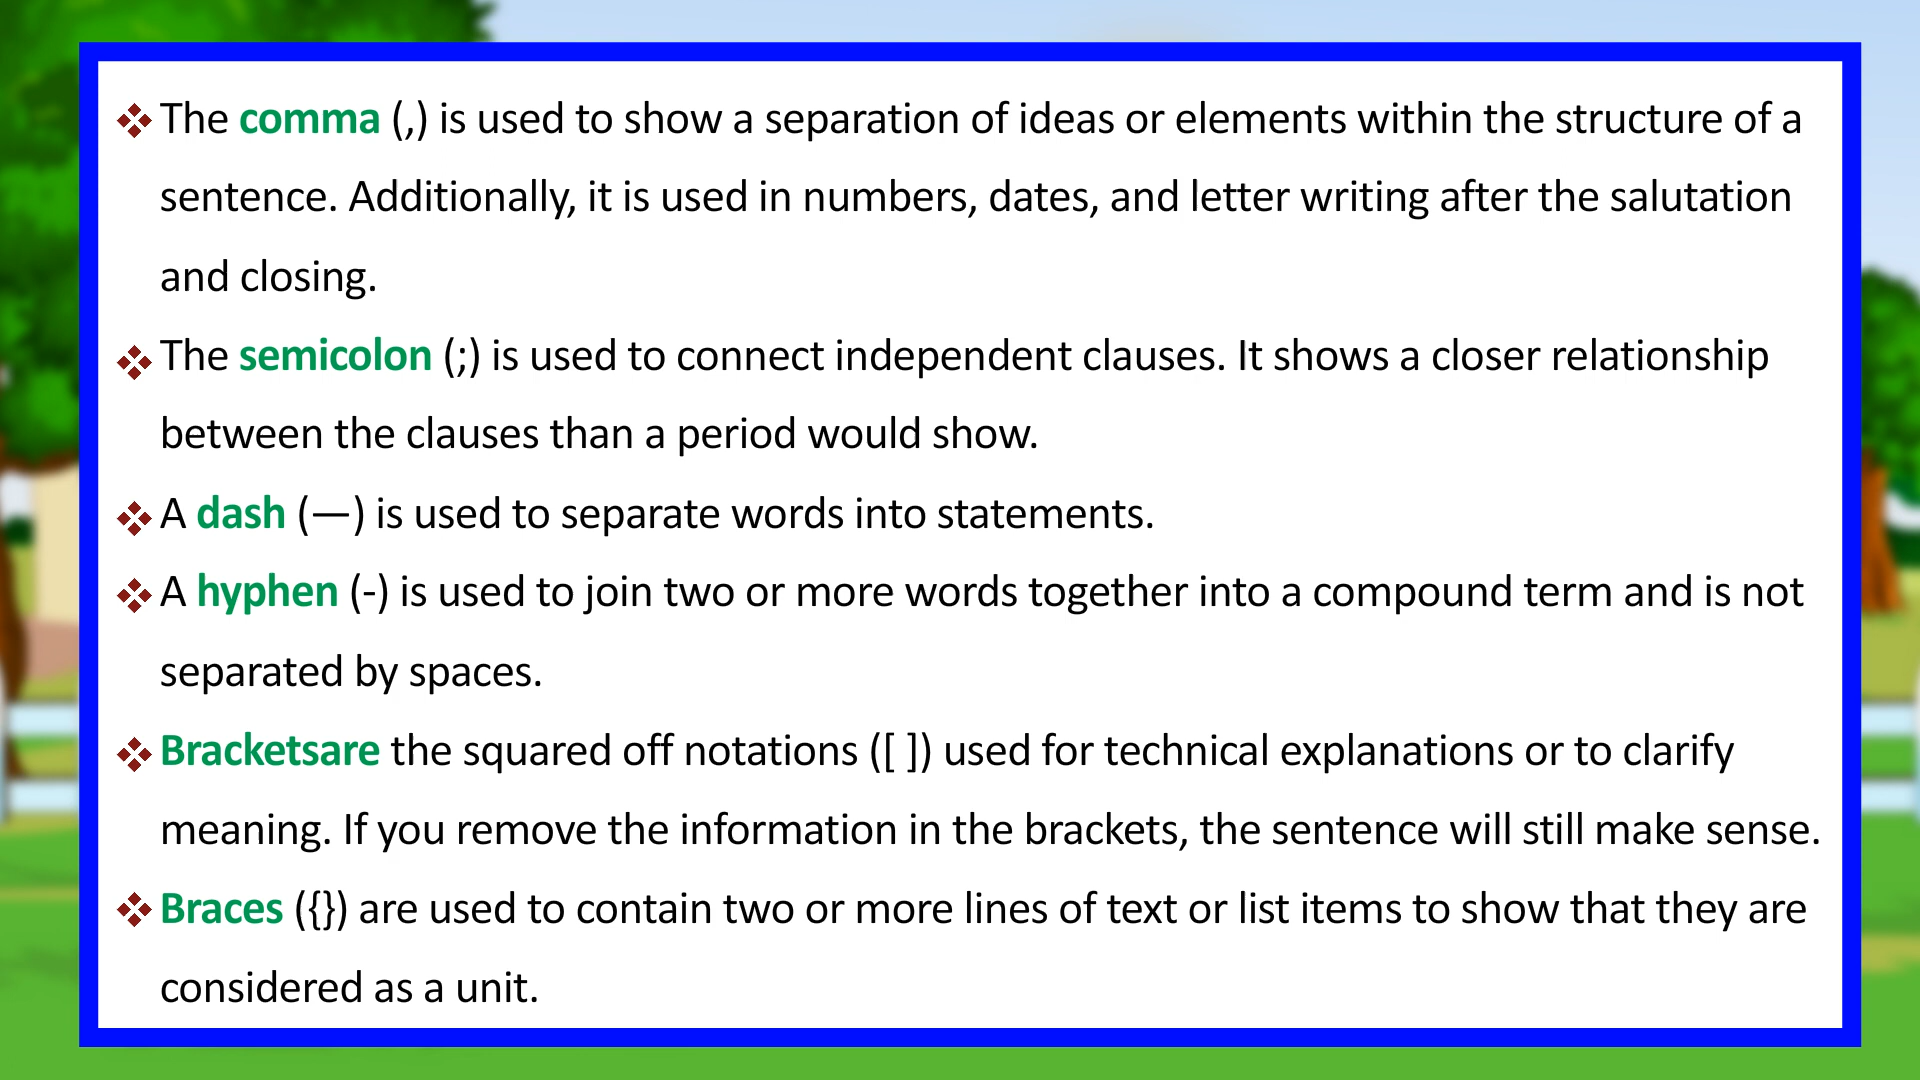 The comma (,) is used to show a separation of ideas or elements within the structure of a
sentence. Additionally, it is used in numbers, dates, and letter writing after the salutation
and closing.
The semicolon (;) is used to connect independent clauses. It shows a closer relationship
between the clauses than a period would show.
A dash (—) is used to separate words into statements.
A hyphen (-) is used to join two or more words together into a compound term and is not
separated by spaces.
Bracketsare the squared off notations ([ ]) used for technical explanations or to clarify
meaning. If you remove the information in the brackets, the sentence will still make sense.
Braces ({}) are used to contain two or more lines of text or list items to show that they are
considered as a unit.